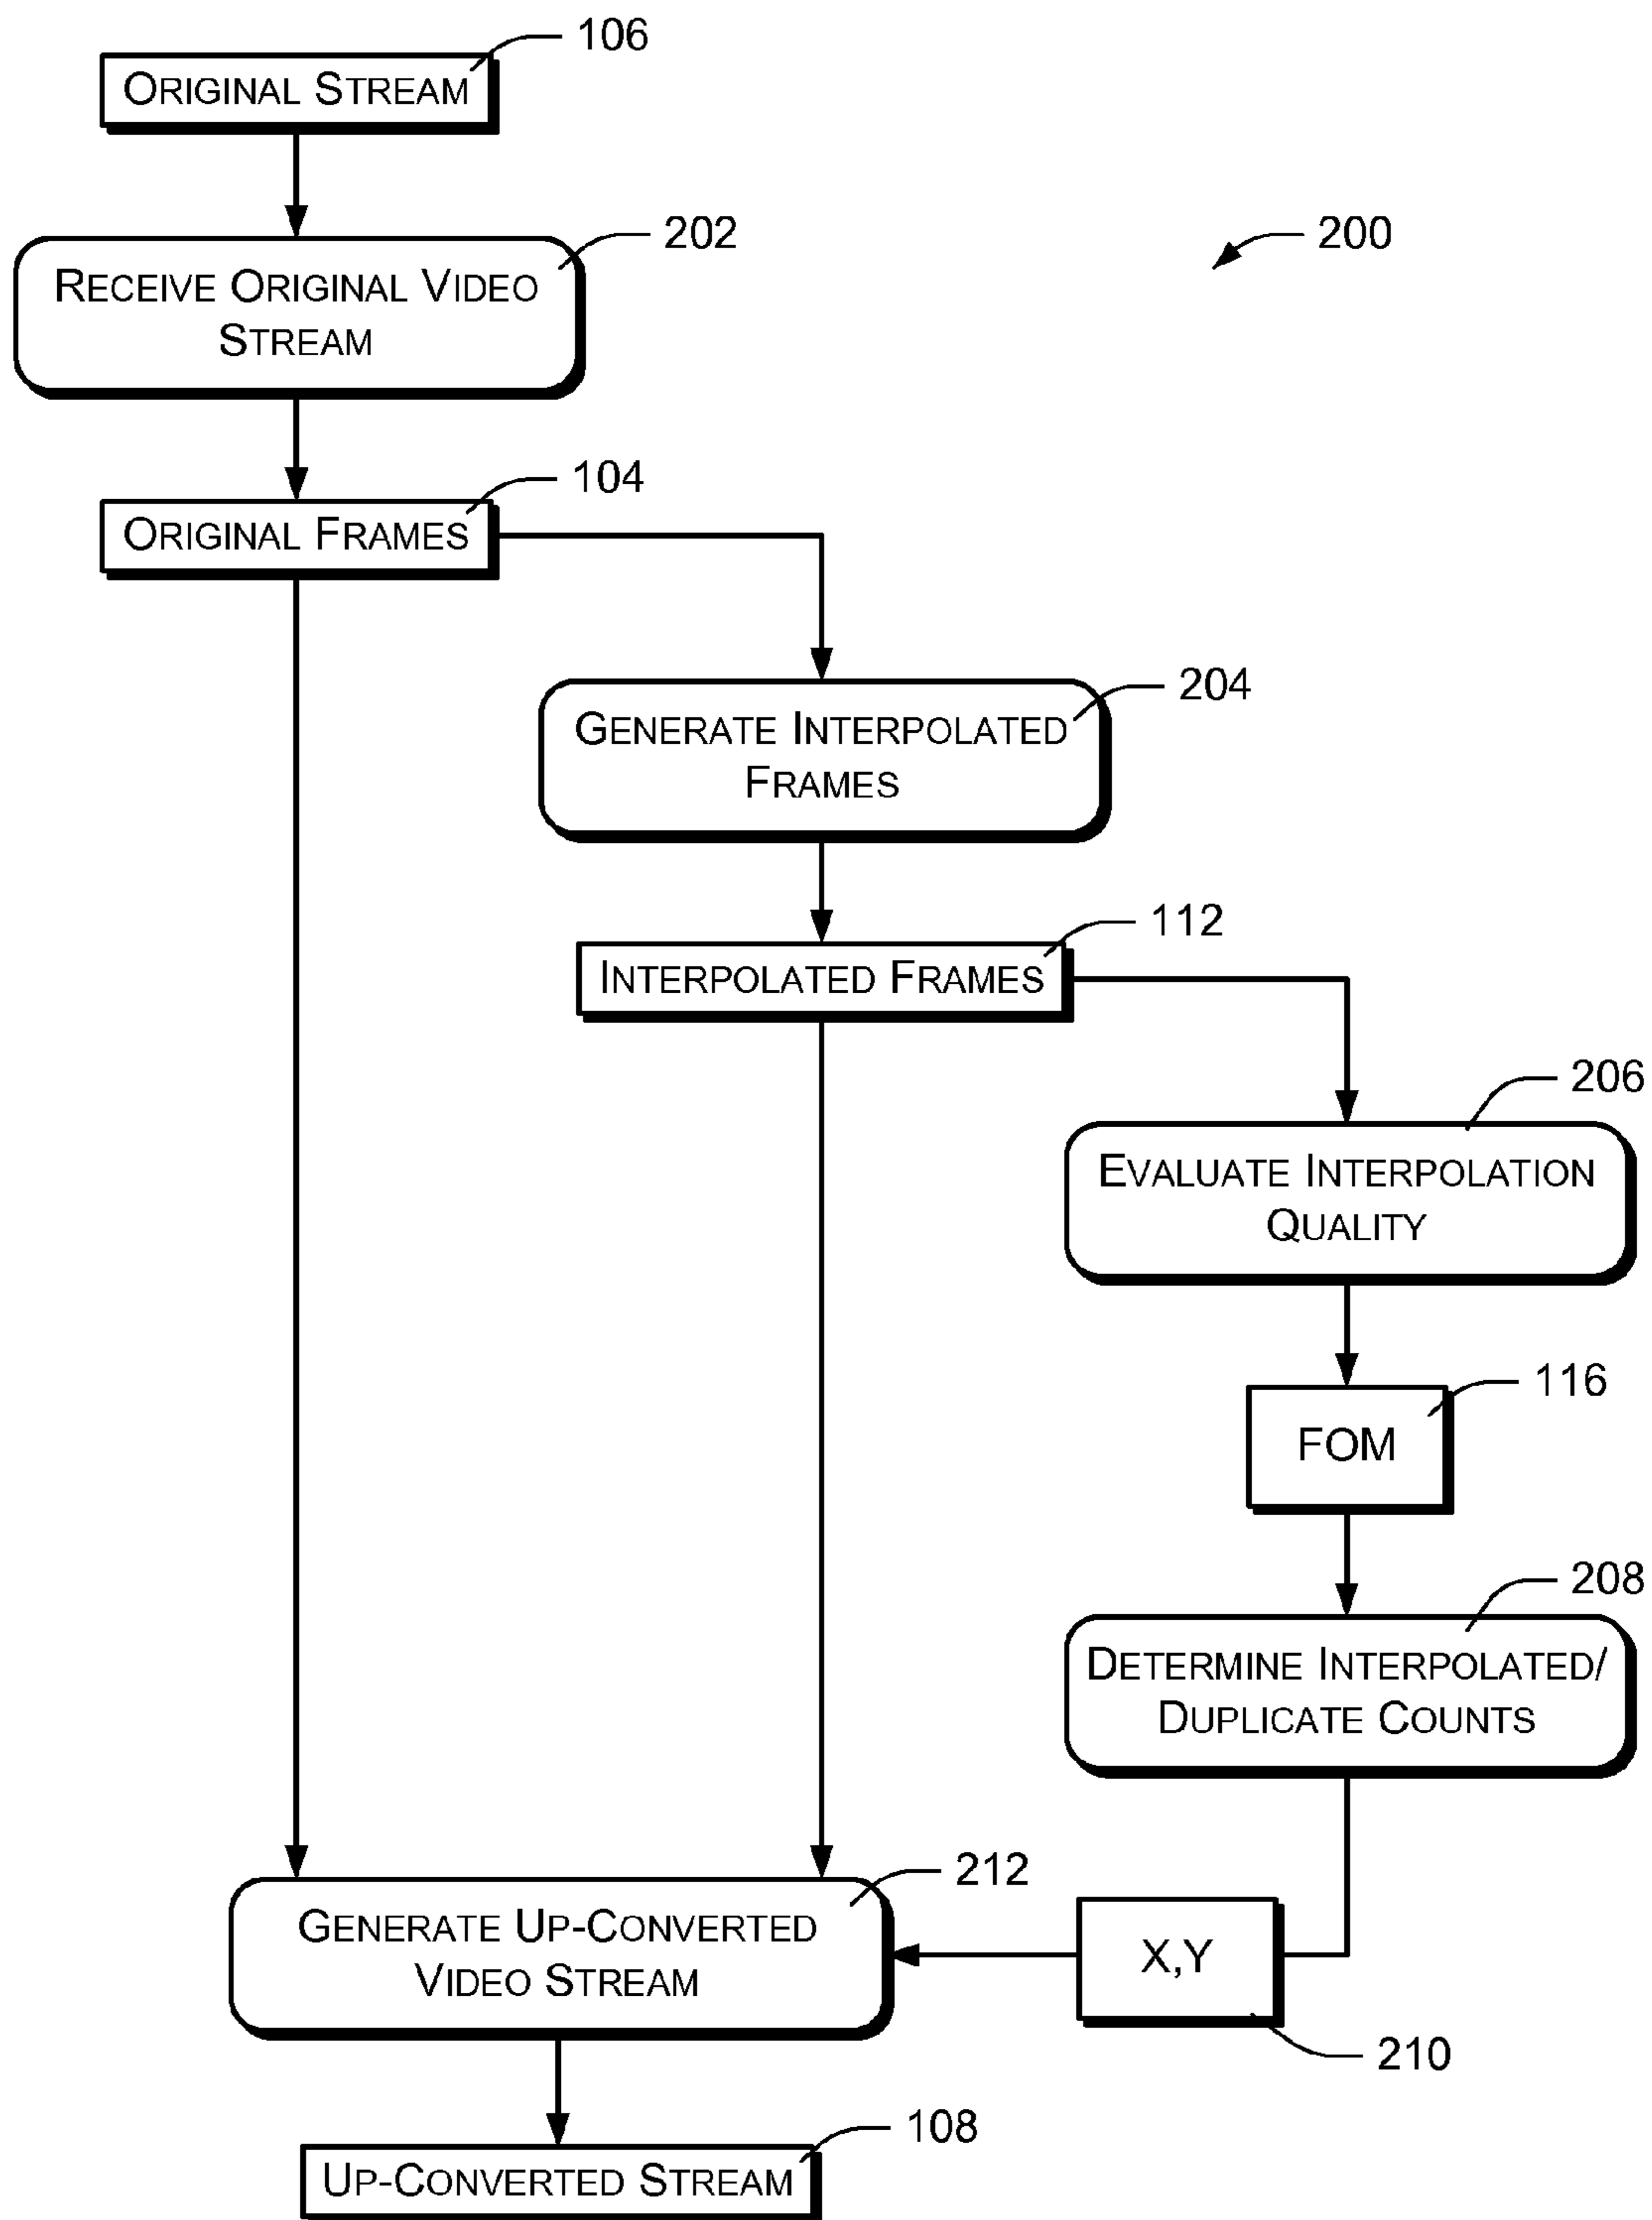 106
ORIGINAL STREAM
202
200
RECEIVE ORIGINAL VIDEO
STREAM
104
ORIGINAL FRAMES
204
GENERATE INTERPOLATED
FRAMES
112
INTERPOLATED FRAMES
206
EVALUATE INTERPOLATION
QUALITY
116
FOM
208
DETERMINE INTERPOLATED/
DUPLICATE COUNTS
212
GENERATE UP-CONVERTED
VIDEO STREAM
X,Y
210
108
UP-CONVERTED STREAM